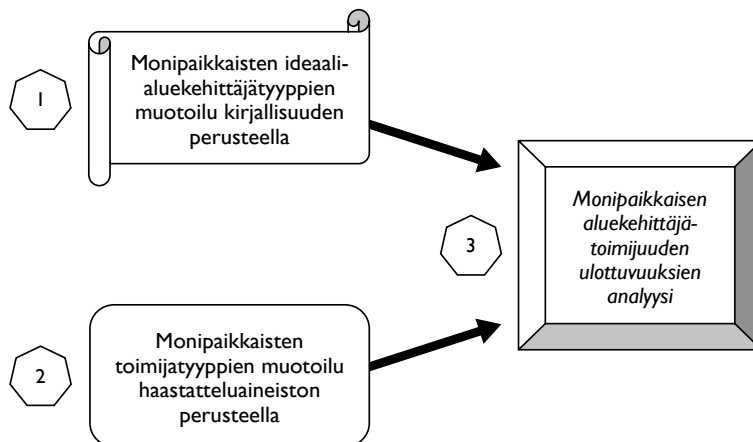 1
Monipaikkaisten ideaali-
aluekehittäjätyyppien
muotoilu kirjallisuuden
perusteella
2
Monipaikkaisten
toimijatyyppien muotoilu
haastatteluaineiston
perusteella
3
Monipaikkaisen
aluekehittäjä-
toimijuuden
ulottuvuuksien
analyysi